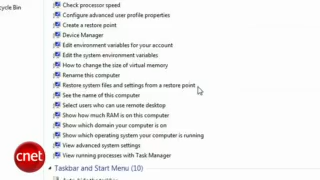 cycle Bin
Check processor speed
Configure advanced user profile properties
Create a restore point
Device Manager
Edit environment variables for your account
Edit the system environment variables
How to change the size of virtual memory
Rename this computer
Restore system files and settings from a restore point
See the name of this computer
Select users who can use remote desktop
Show how much RAM is on this computer
Show which domain your computer is on
Show which operating system your computer is running
View advanced system settings
View running processes with Task Manager
Taskbar and Start Menu (10)
cnet